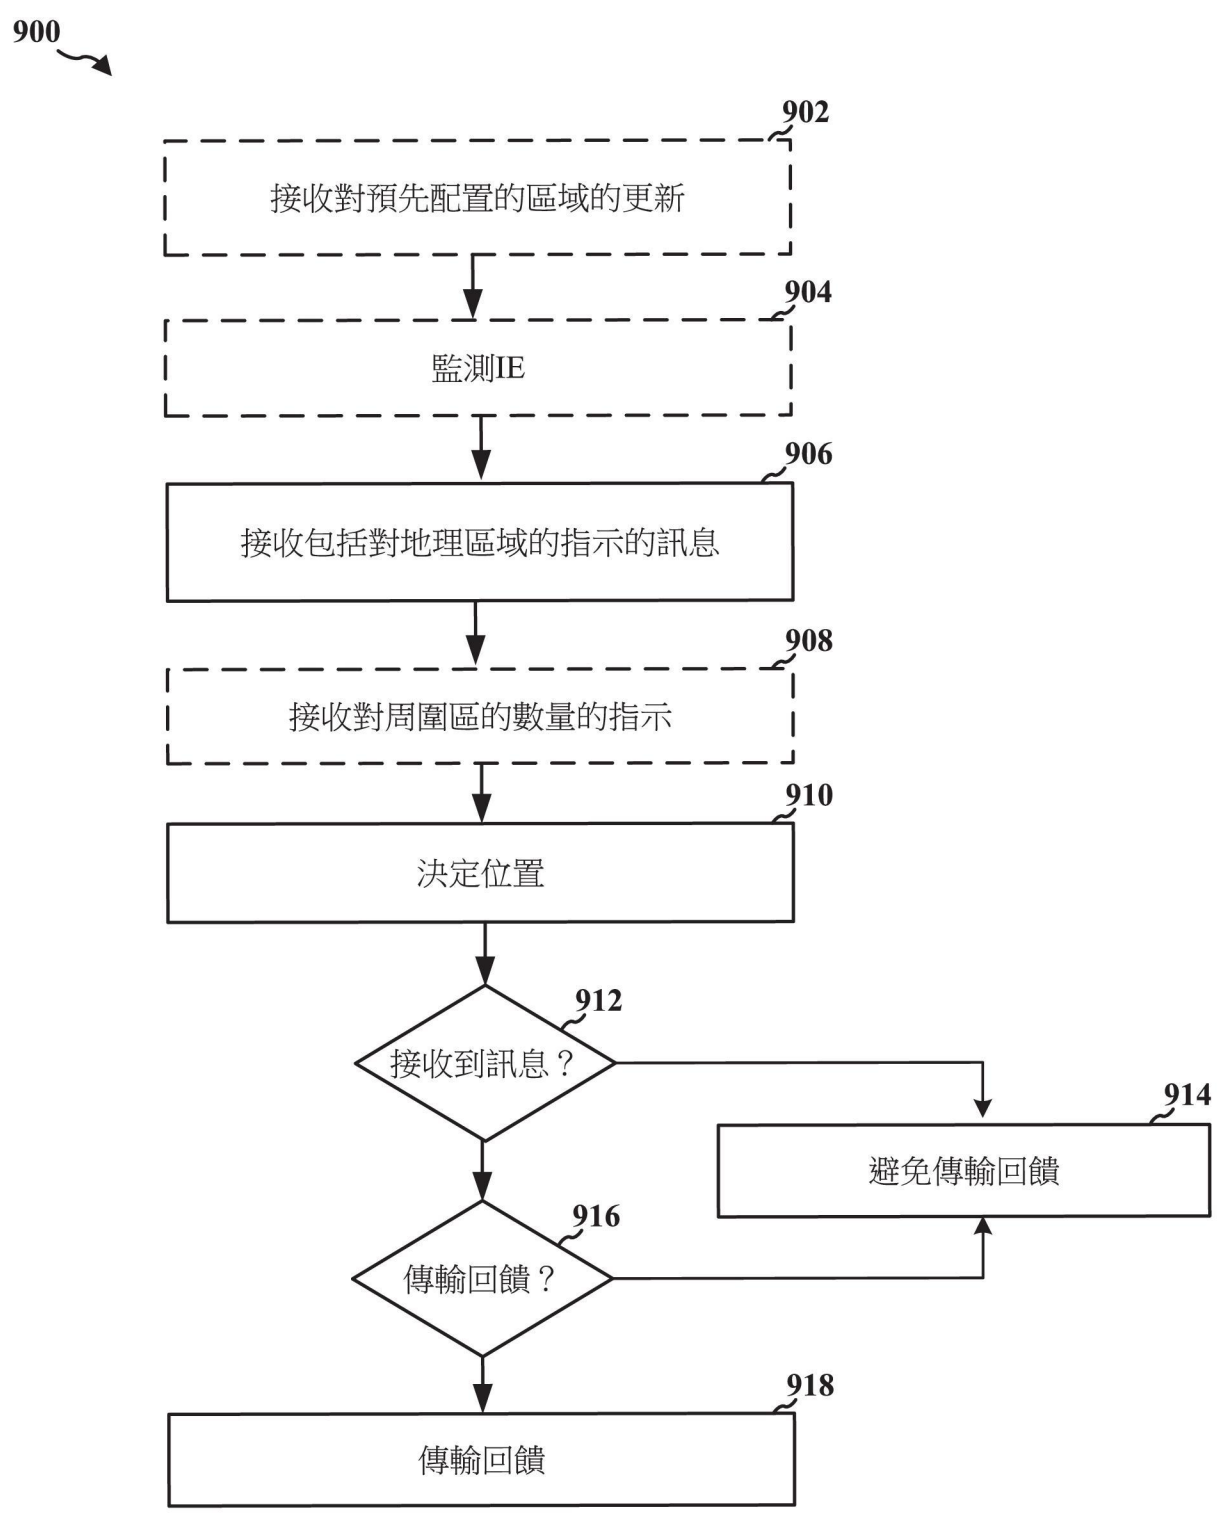 900
902
接收對預先配置的區域的更新
904
監測IE
906
接收包括對地理區域的指示的訊息
908
接收對周圍區的數量的指示
910
決定位置
912
接收到訊息？
914
避免傳輸回饋
916
傳輸回饋？
918
傳輸回饋